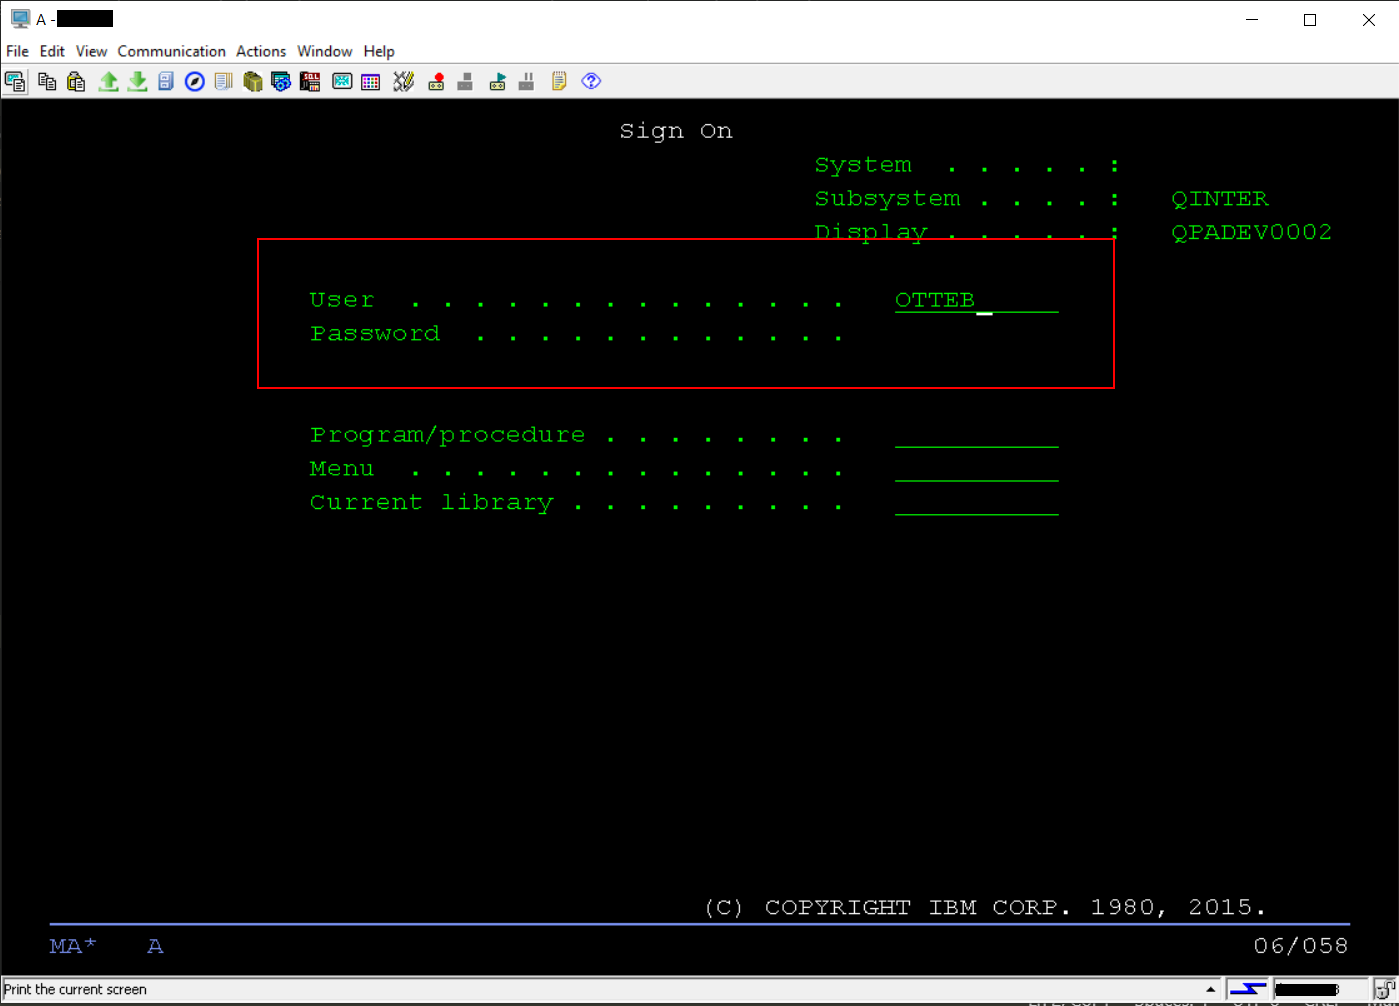 A -
File Edit View Communication Actions Window Help
Sign On
System . . . . . :
Subsystem . . . . : QINTER
Display . . . . . : QPADEV0002
User . . . . . . . . . . . . . . OTTEB_
Password . . . . . . . . . . . .
Program/procedure . . . . . . . .
Menu . . . . . . . . . . . . . .
Current library . . . . . . . . .
(C) COPYRIGHT IBM CORP. 1980, 2015.
MA* A 06/058
Print the current screen